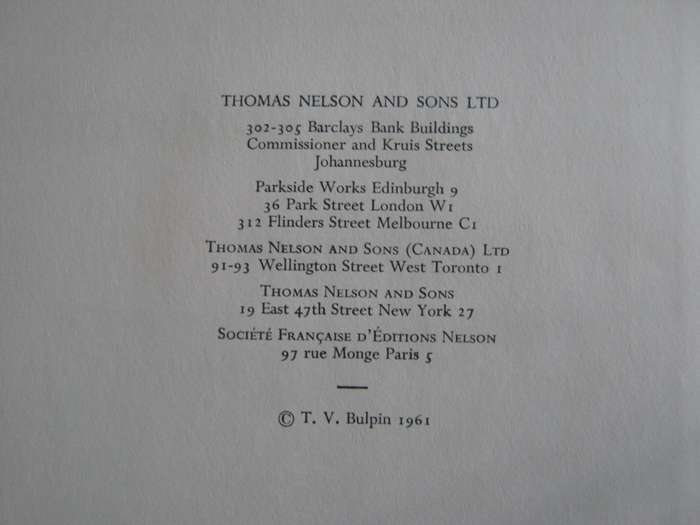 THOMAS NELSON AND SONS LTD
302-305 Barclays Bank Buildings
Commissioner and Kruis Streets
Johannesburg
Parkside Works Edinburgh 9
36 Park Street London W1
312 Flinders Street Melbourne C1
THOMAS NELSON AND SONS (CANADA) LTD
91-93 Wellington Street West Toronto 1
THOMAS NELSON AND SONS
19 East 47th Street New York 27
SOCIÉTÉ FRANÇAISE D'ÉDITIONS NELSON
97 rue Monge Paris 5
© T. V. Bulpin 1961